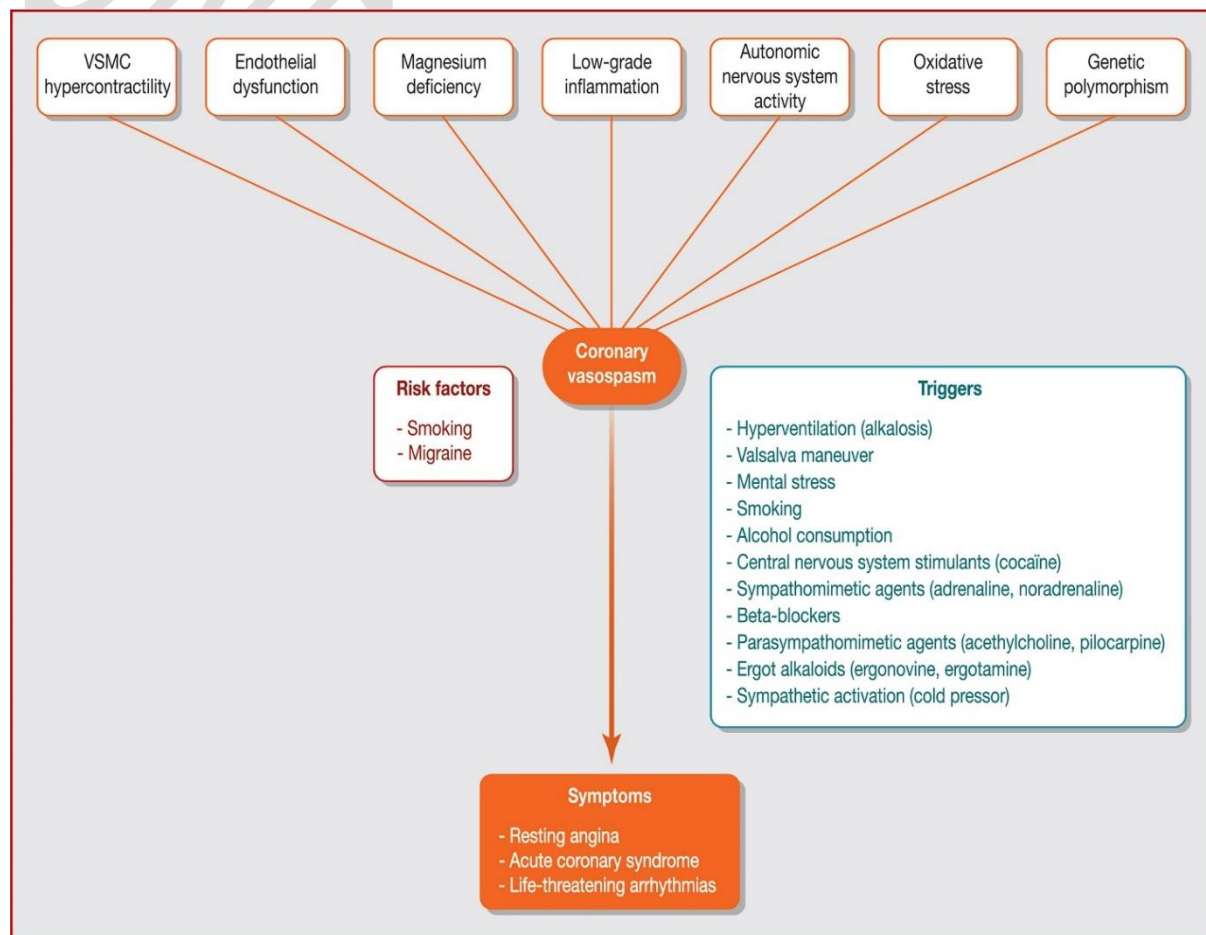 VSMC
hypercontractility
Endothelial
dysfunction
Magnesium
deficiency
Low-grade
inflammation
Autonomic
nervous system
activity
Oxidative
stress
Genetic
polymorphism
Coronary
vasospasm
Risk factors
- Smoking
- Migraine
Triggers
- Hyperventilation (alkalosis)
- Valsalva maneuver
- Mental stress
- Smoking
- Alcohol consumption
- Central nervous system stimulants (cocaïne)
- Sympathomimetic agents (adrenaline, noradrenaline)
- Beta-blockers
- Parasympathomimetic agents (acethylcholine, pilocarpine)
- Ergot alkaloids (ergonovine, ergotamine)
- Sympathetic activation (cold pressor)
Symptoms
- Resting angina
- Acute coronary syndrome
- Life-threatening arrhythmias